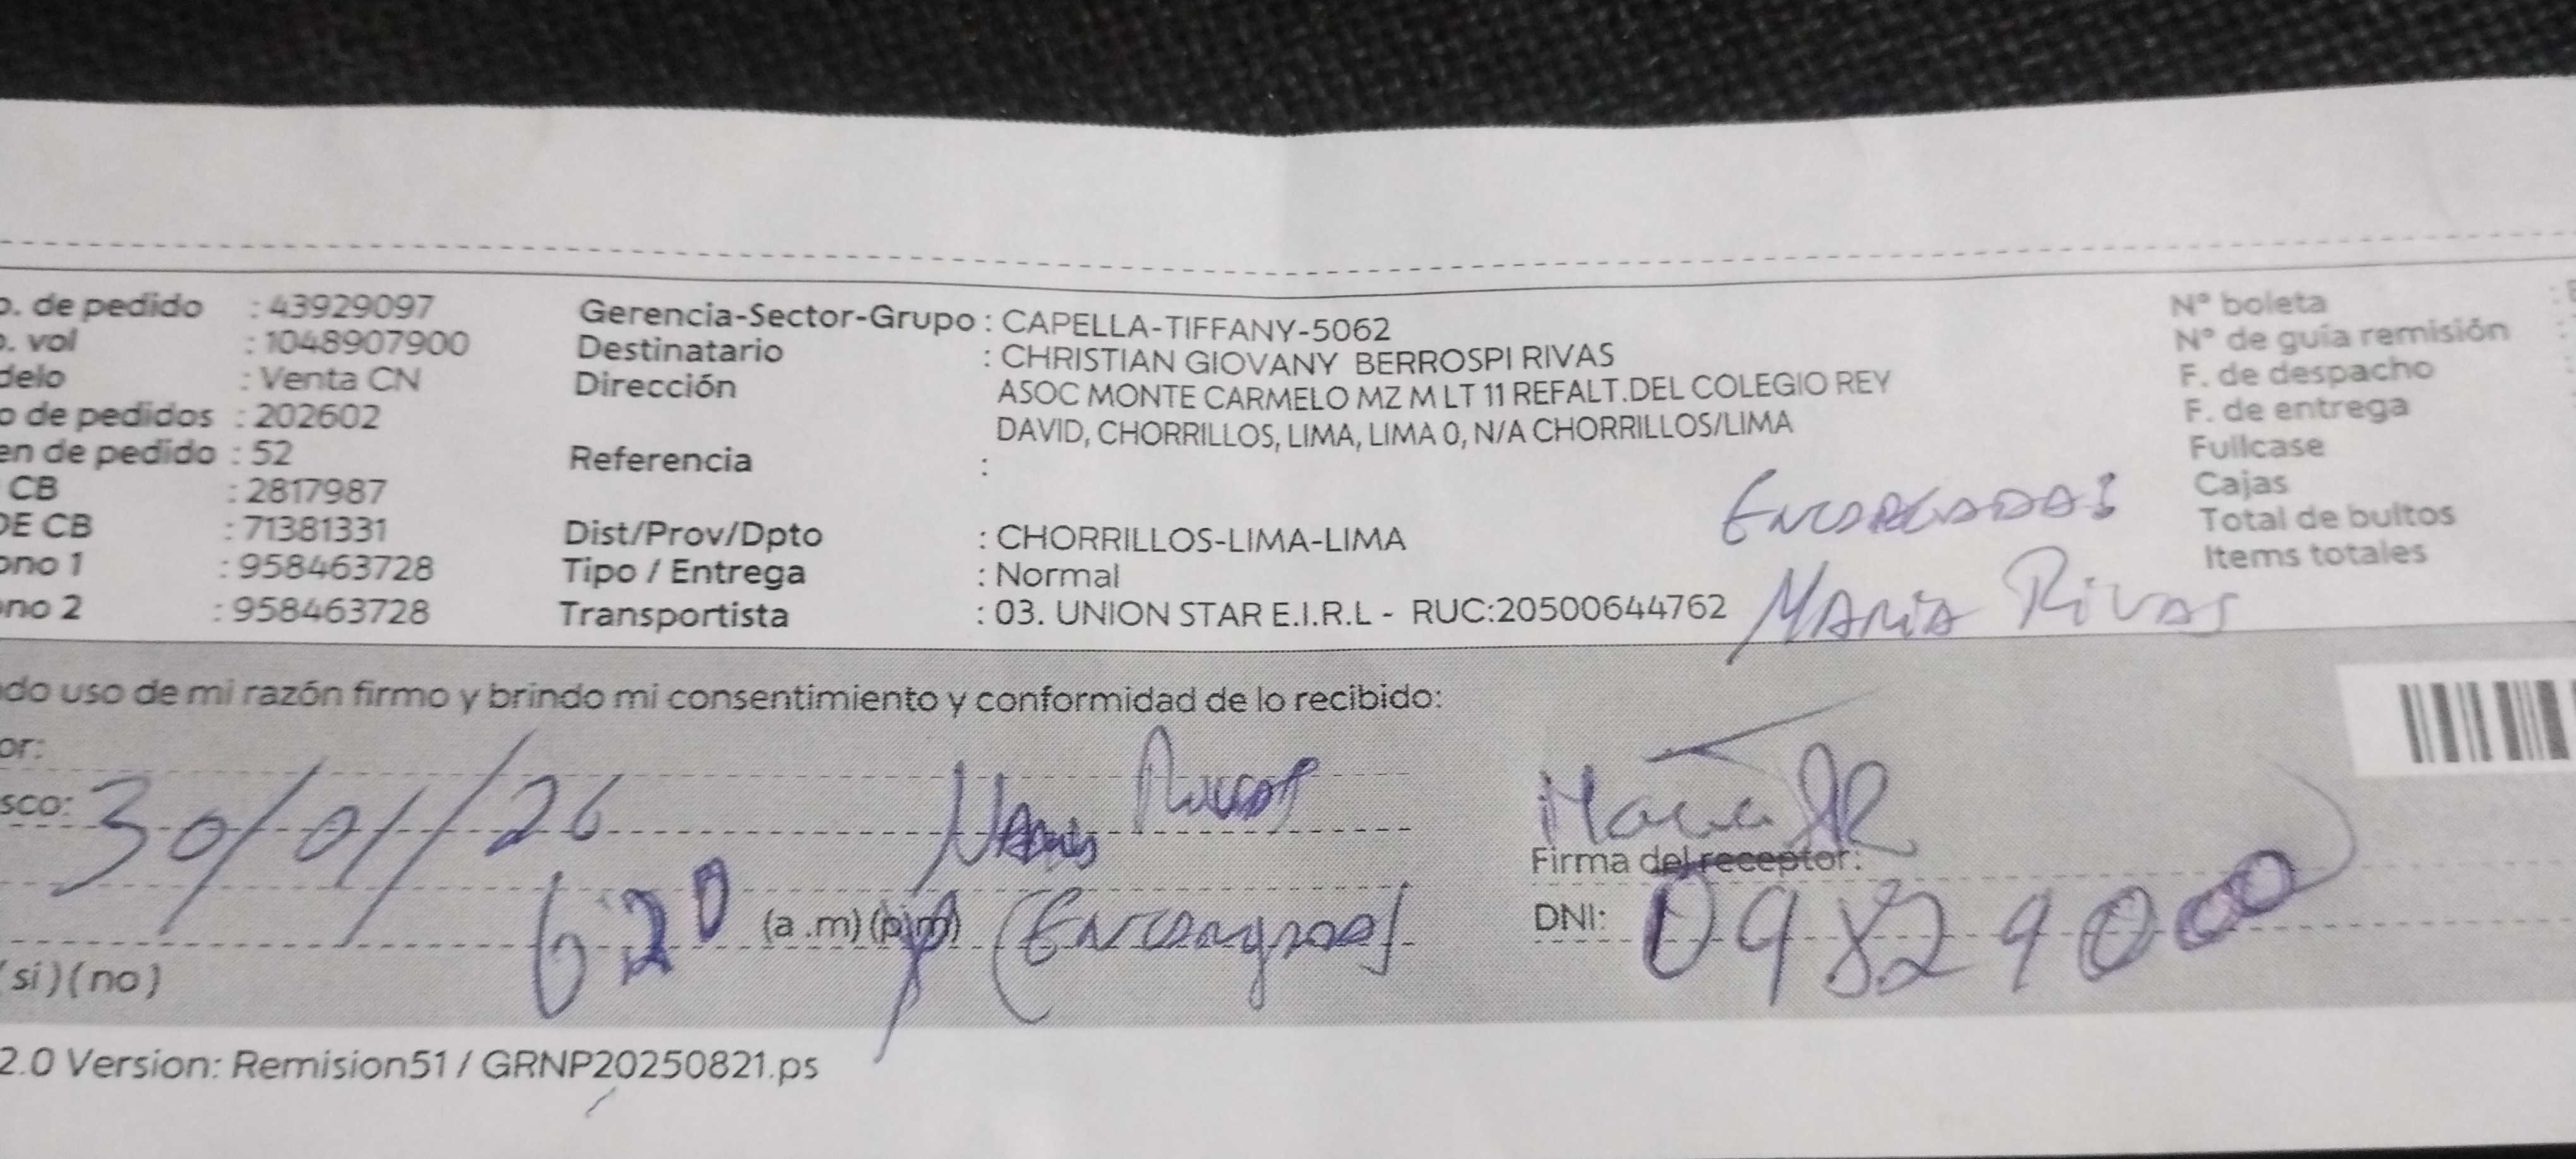 o. de pedido : 43929097
o. vol : 1048907900
delo : Venta CN
o de pedidos : 202602
en de pedido : 52
CB : 2817987
DE CB : 71381331
ono 1 : 958463728
ono 2 : 958463728
Gerencia-Sector-Grupo : CAPELLA-TIFFANY-5062
Destinatario : CHRISTIAN GIOVANY BERROSPI RIVAS
Dirección ASOC MONTE CARMELO MZ M LT 11 REFALT.DEL COLEGIO REY
DAVID, CHORRILLOS, LIMA, LIMA 0, N/A CHORRILLOS/LIMA
Referencia :
Dist/Prov/Dpto : CHORRILLOS-LIMA-LIMA
Tipo / Entrega : Normal
Transportista : 03. UNION STAR E.I.R.L - RUC:20500644762
MARIA RIVAS
N° boleta :
N° de guía remisión :
F. de despacho :
F. de entrega
Fullcase
Cajas
Total de bultos
Items totales
do uso de mi razón firmo y brindo mi consentimiento y conformidad de lo recibido:
or:
sco: 30/01/26
Maria Rivas
Maria
Firma del receptor:
620 (a .m) (p.m)
DNI:
(si) (no)
2.0 Version: Remision51 / GRNP20250821.ps